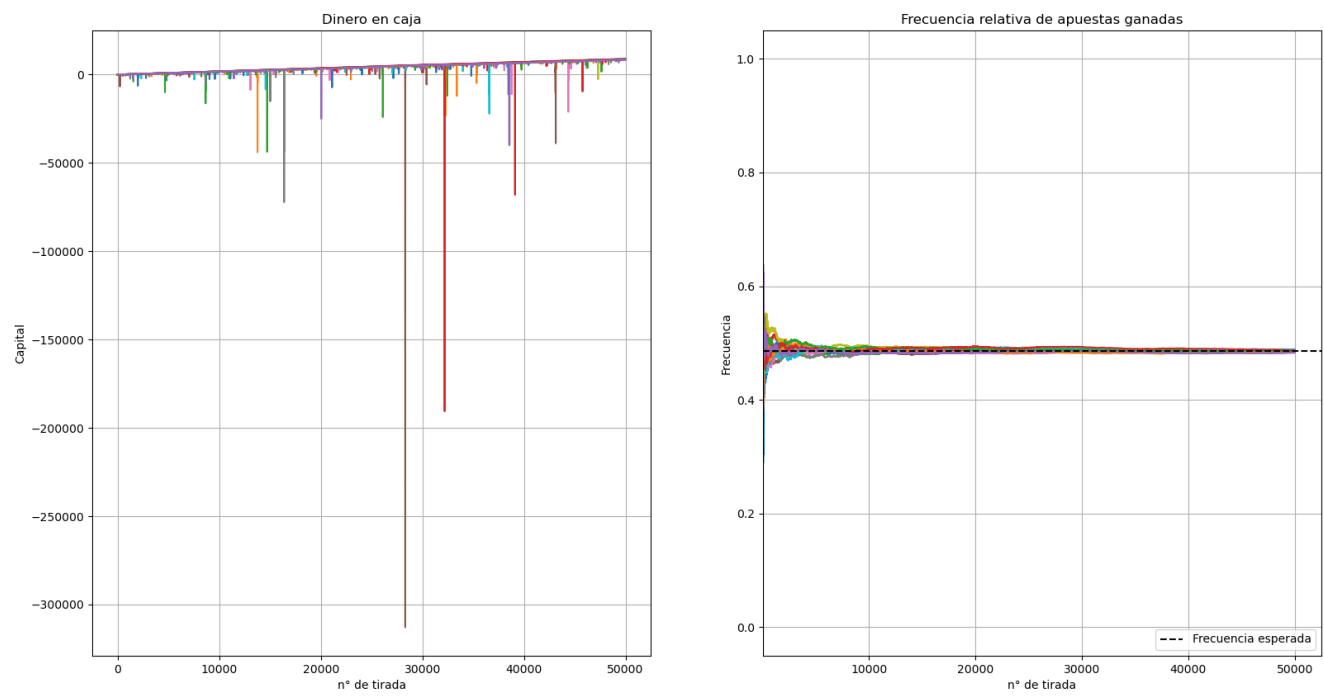 Dinero en caja
Capital
0
−50000
−100000
−150000
−200000
−250000
−300000
0 10000 20000 30000 40000 50000
n° de tirada
Frecuencia relativa de apuestas ganadas
Frecuencia
1.0
0.8
0.6
0.4
0.2
0.0
Frecuencia esperada
10000 20000 30000 40000 50000
n° de tirada